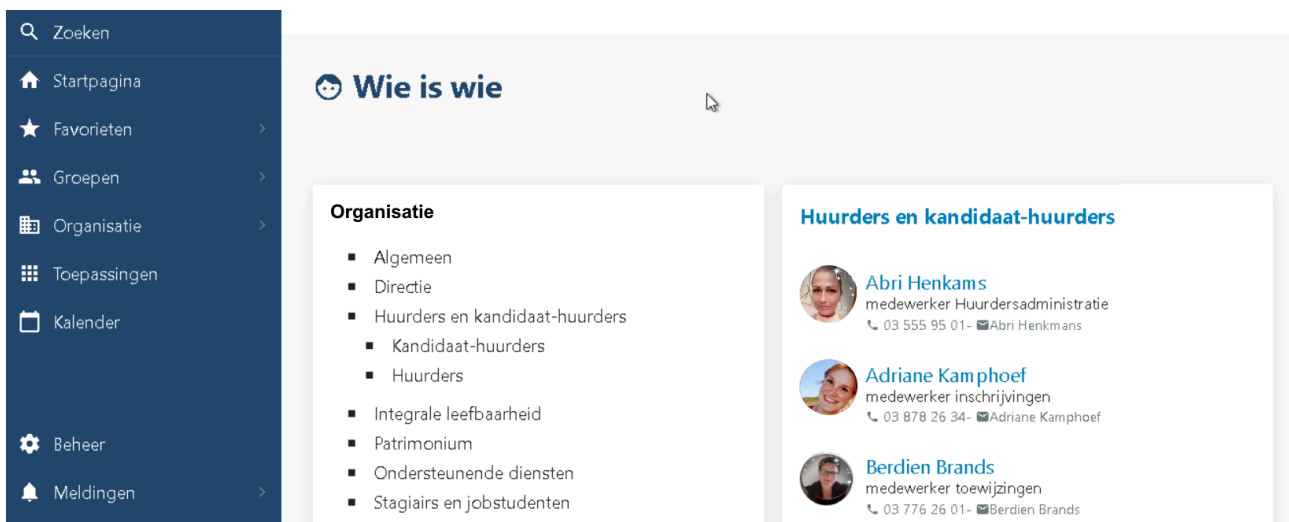 Zoeken
Startpagina
Favorieten
Groepen
Organisatie
Toepassingen
Kalender
Beheer
Meldingen
Wie is wie
Organisatie
Algemeen
Directie
Huurders en kandidaat-huurders
Kandidaat-huurders
Huurders
Integrale leefbaarheid
Patrimonium
Ondersteunende diensten
Stagiairs en jobstudenten
Huurders en kandidaat-huurders
Abri Henkams
medewerker Huurdersadministratie
03 555 95 01- Abri Henkmans
Adriane Kamphoef
medewerker inschrijvingen
03 878 26 34- Adriane Kamphoef
Berdien Brands
medewerker toewijzingen
03 776 26 01- Berdien Brands